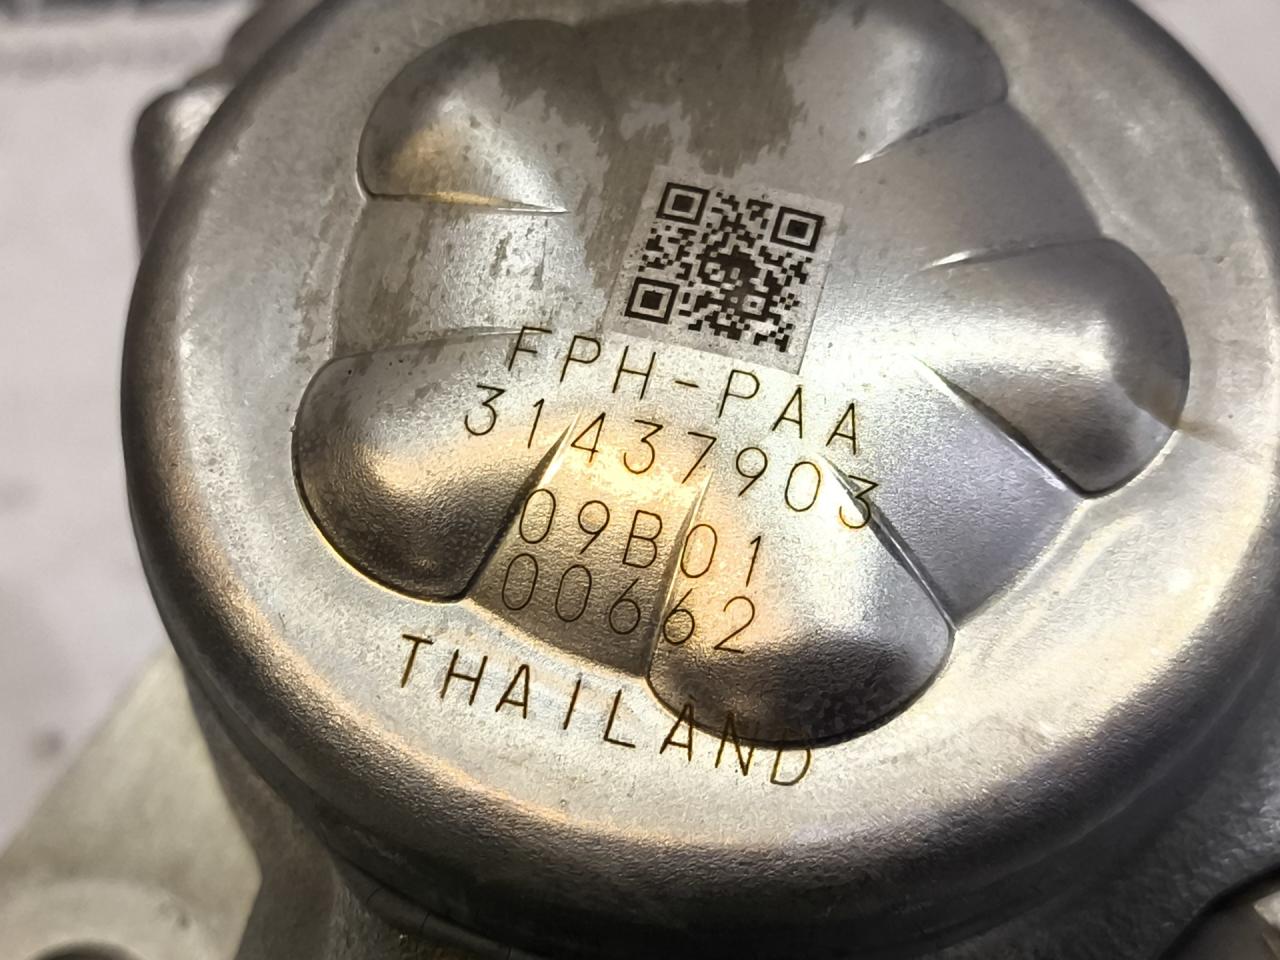 FPH-PAA
31437903
09B01
00662
THAILAND